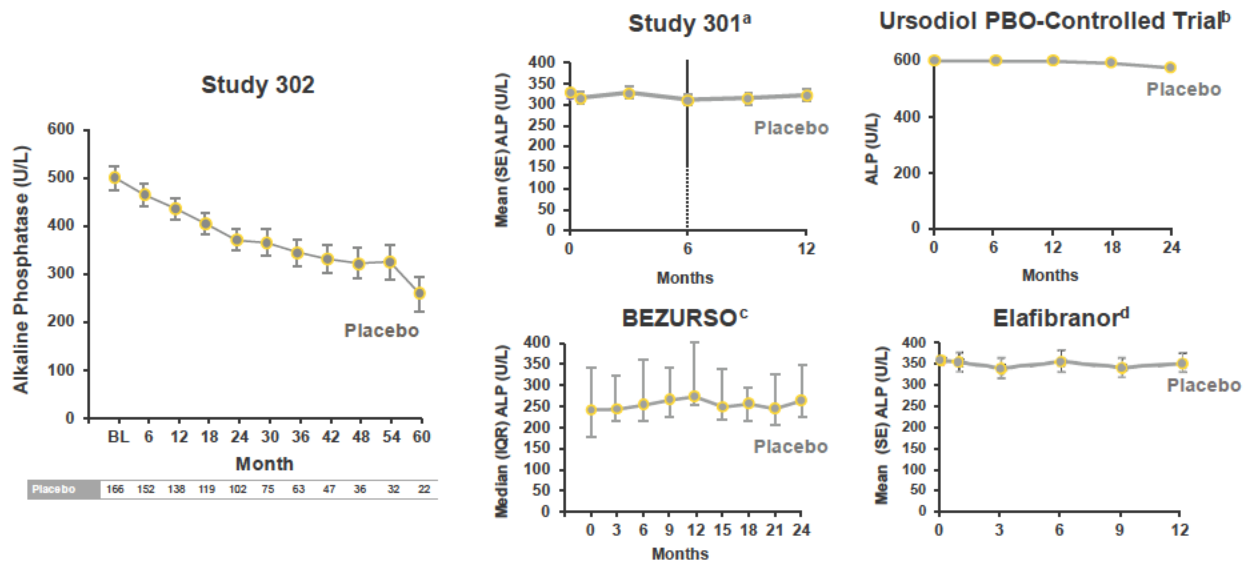 Study 302
Alkaline Phosphatase (U/L)
600
500
400
300
200
100
0
Placebo
BL 6 12 18 24 30 36 42 48 54 60
Month
Placebo 166 152 138 119 102 75 63 47 36 32 22
Study 301ᵃ
Mean (SE) ALP (U/L)
400
350
300
250
200
150
100
50
0
Placebo
0 6 12
Months
Ursodiol PBO-Controlled Trialᵇ
ALP (U/L)
600
400
200
0
Placebo
0 6 12 18 24
Months
BEZURSOᶜ
Median (IQR) ALP (U/L)
400
350
300
250
200
150
100
50
0
Placebo
0 3 6 9 12 15 18 21 24
Months
Elafibranorᵈ
Mean (SE) ALP (U/L)
400
350
300
250
200
150
100
50
0
Placebo
0 3 6 9 12
Months